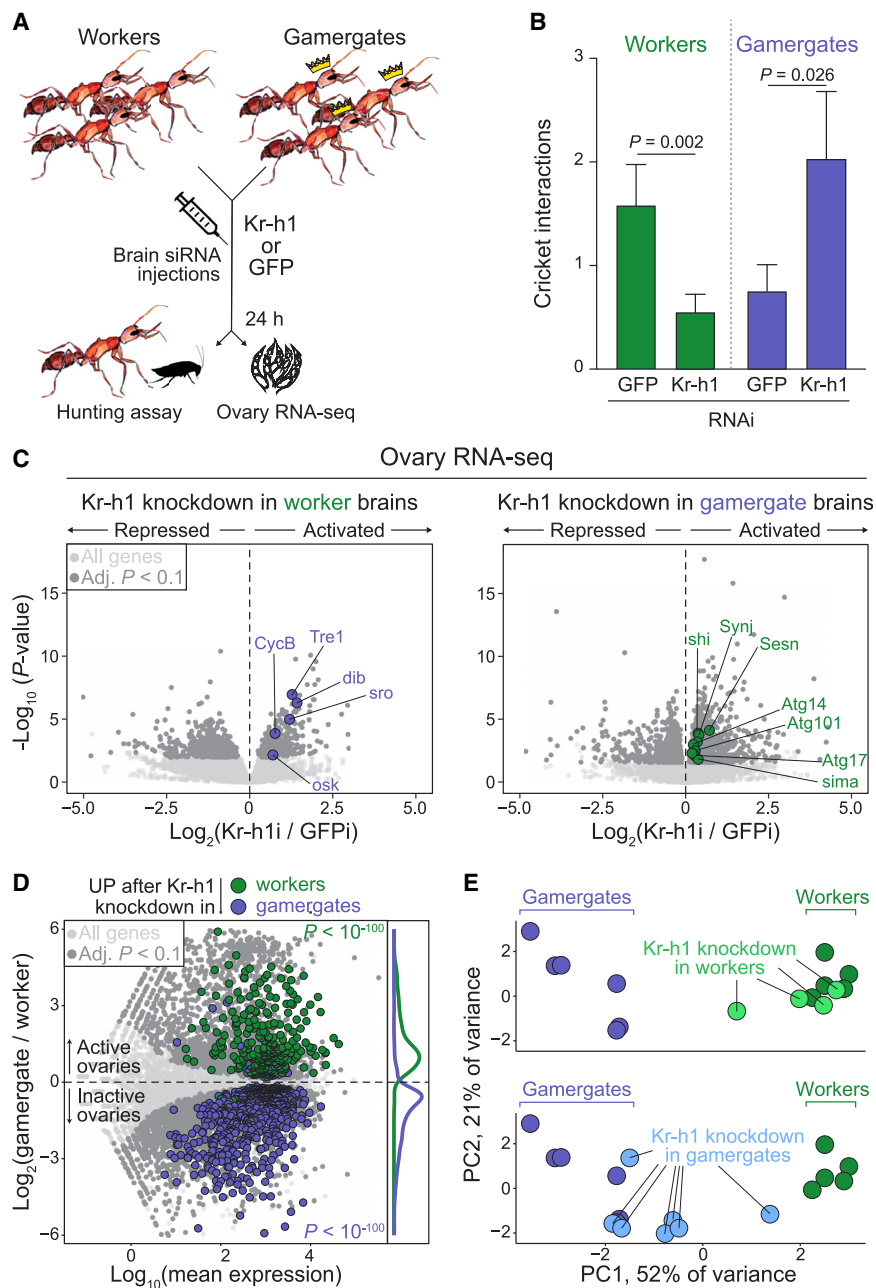 A
Workers
Gamergates
Brain siRNA
injections
Kr-h1
or
GFP
24 h
Hunting assay
Ovary RNA-seq
B
Workers
Gamergates
P = 0.026
P = 0.002
3
2
1
0
Cricket interactions
GFP
Kr-h1
GFP
Kr-h1
RNAi
C
Ovary RNA-seq
Kr-h1 knockdown in worker brains
Repressed
Activated
All genes
Adj. P < 0.1
15
10
5
0
-Log10 (P-value)
CycB
Tre1
dib
sro
osk
−5.0
−2.5
0
2.5
5.0
Log2(Kr-h1i / GFPi)
Kr-h1 knockdown in gamergate brains
Repressed
Activated
15
10
5
0
shi
Synj
Sesn
Atg14
Atg101
Atg17
sima
−5.0
−2.5
0
2.5
5.0
Log2(Kr-h1i / GFPi)
D
UP after Kr-h1
knockdown in
workers
gamergates
All genes
Adj. P < 0.1
P < 10-100
6
3
0
−3
−6
Log2(gamergate / worker)
Active
ovaries
Inactive
ovaries
P < 10-100
0
2
4
Log10(mean expression)
E
Gamergates
Workers
Kr-h1 knockdown
in workers
2
0
−2
Gamergates
Workers
Kr-h1 knockdown
in gamergates
2
0
−2
PC2, 21% of variance
−2
0
2
PC1, 52% of variance